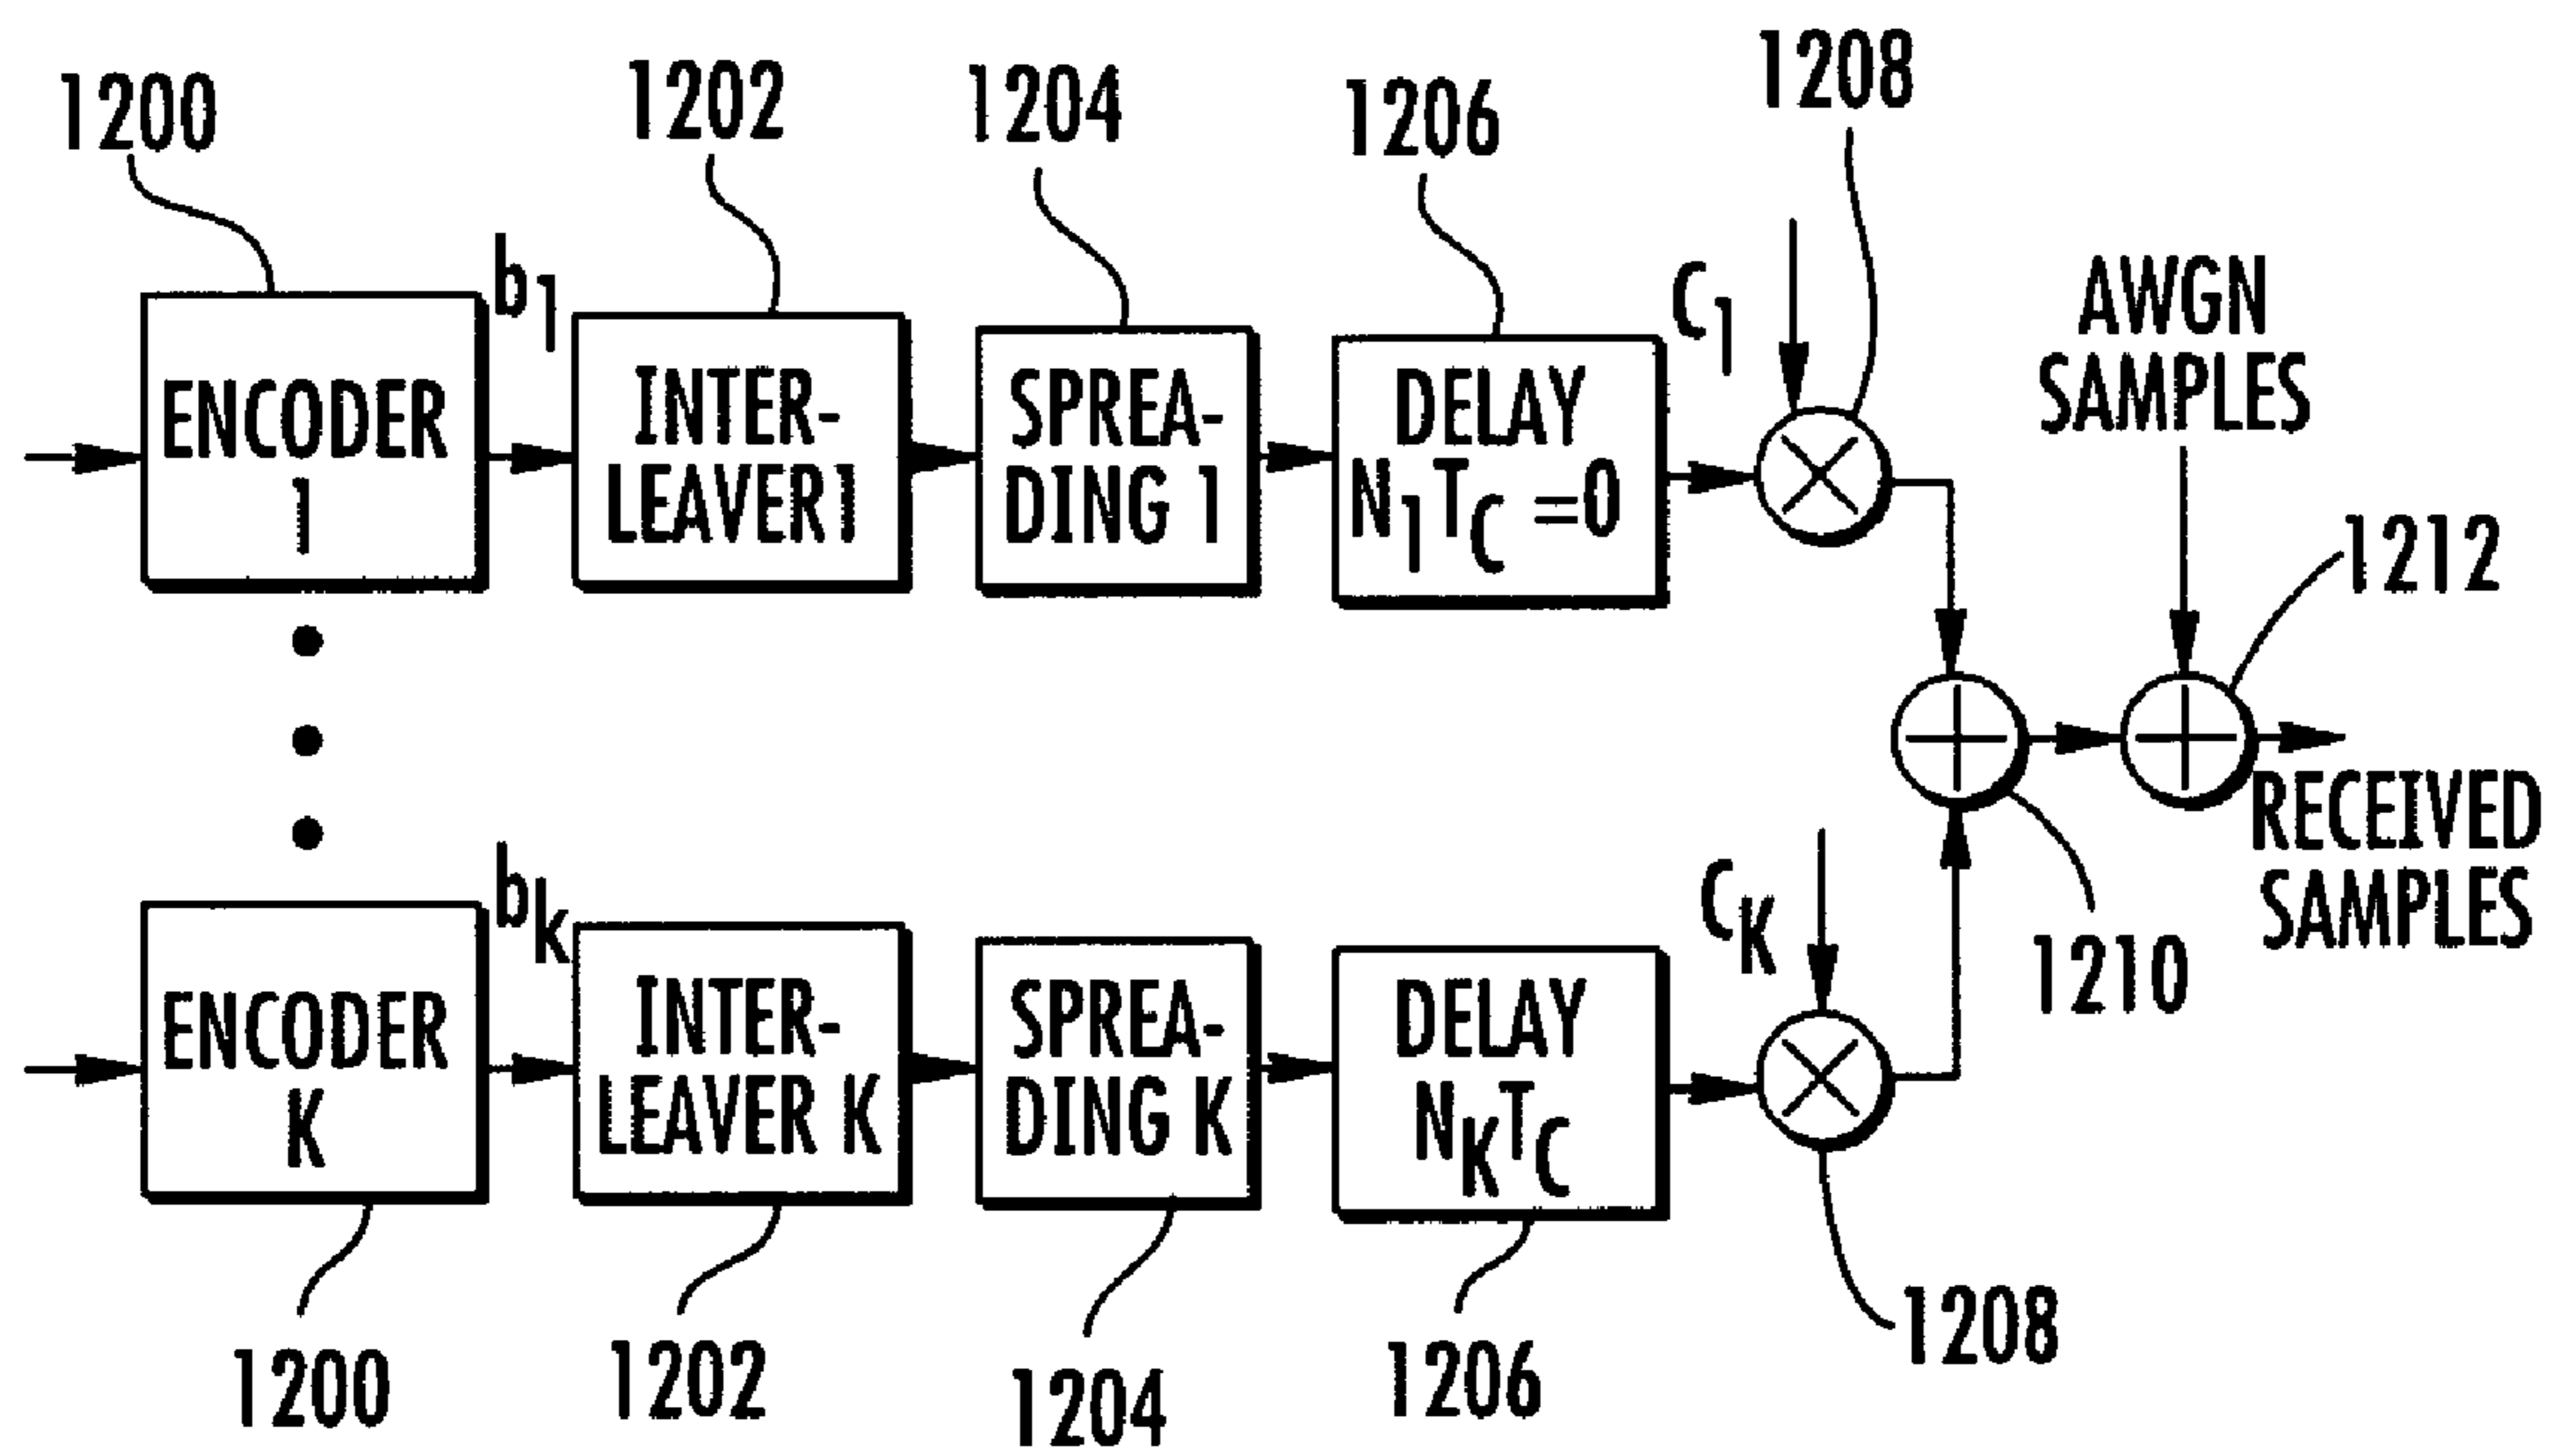 1200
1202
1204
1206
1208
b1
C1
AWGN
SAMPLES
ENCODER
1
INTER-
LEAVER1
SPREA-
DING 1
DELAY
N1TC =0
1212
RECEIVED
SAMPLES
1210
bk
CK
ENCODER
K
INTER-
LEAVER K
SPREA-
DING K
DELAY
NKTC
1200
1202
1204
1206
1208